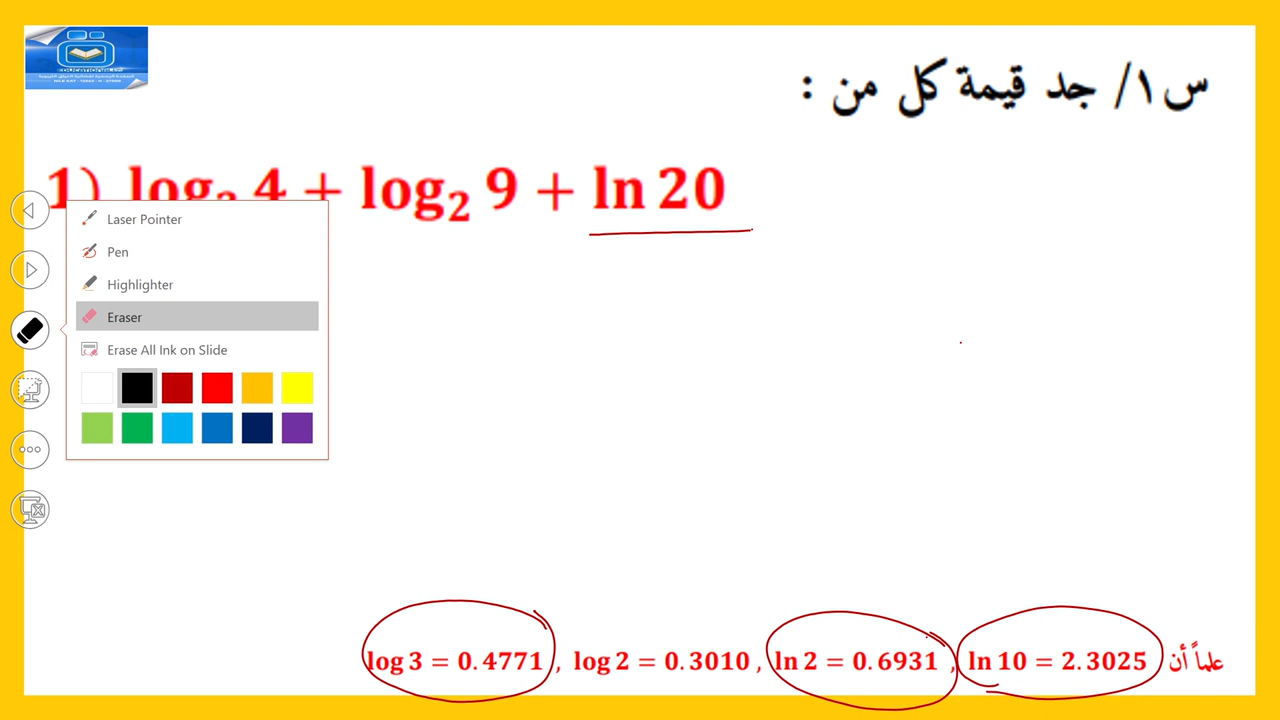 س١/ جد قيمة كل من :
1) log₂ 4 + log₂ 9 + ln 20
Laser Pointer
Pen
Highlighter
Eraser
Erase All Ink on Slide
علماً أن ln 10 = 2.3025 , ln 2 = 0.6931 , log 2 = 0.3010 , log 3 = 0.4771